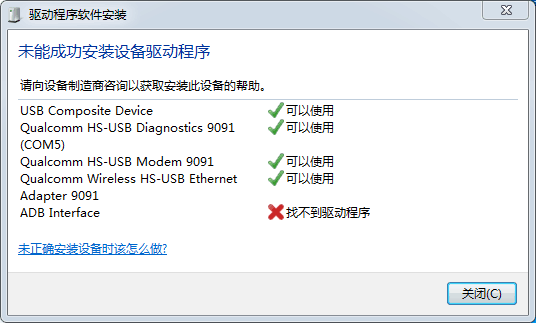 驱动程序软件安装
未能成功安装设备驱动程序
请向设备制造商咨询以获取安装此设备的帮助。
USB Composite Device 可以使用
Qualcomm HS-USB Diagnostics 9091 可以使用
(COM5)
Qualcomm HS-USB Modem 9091 可以使用
Qualcomm Wireless HS-USB Ethernet 可以使用
Adapter 9091
ADB Interface 找不到驱动程序
未正确安装设备时该怎么做?
关闭(C)